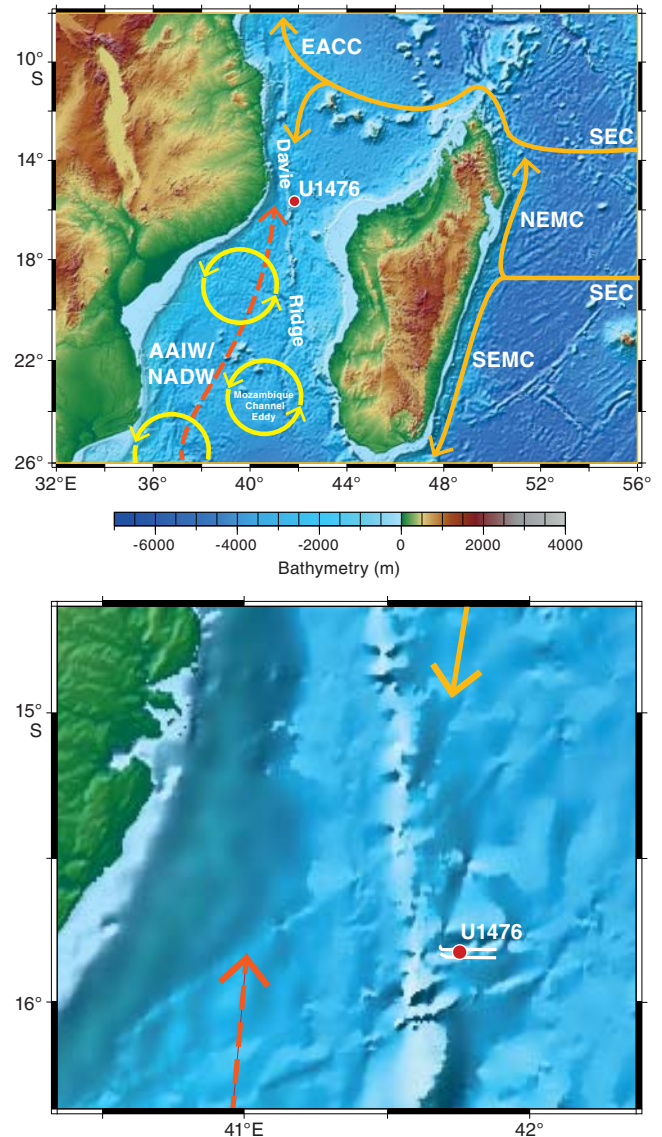 10°
S
14°
18°
22°
26°
EACC
SEC
Davie
U1476
NEMC
SEC
Ridge
AAIW/
NADW
SEMC
Mozambique
Channel
Eddy
32°E 36° 40° 44° 48° 52° 56°
-6000 -4000 -2000 0 2000 4000
Bathymetry (m)
15°
S
U1476
16°
41°E 42°